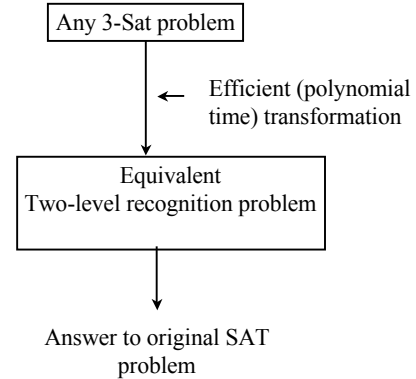 Any 3-Sat problem
Efficient (polynomial
time) transformation
Equivalent
Two-level recognition problem
Answer to original SAT
problem